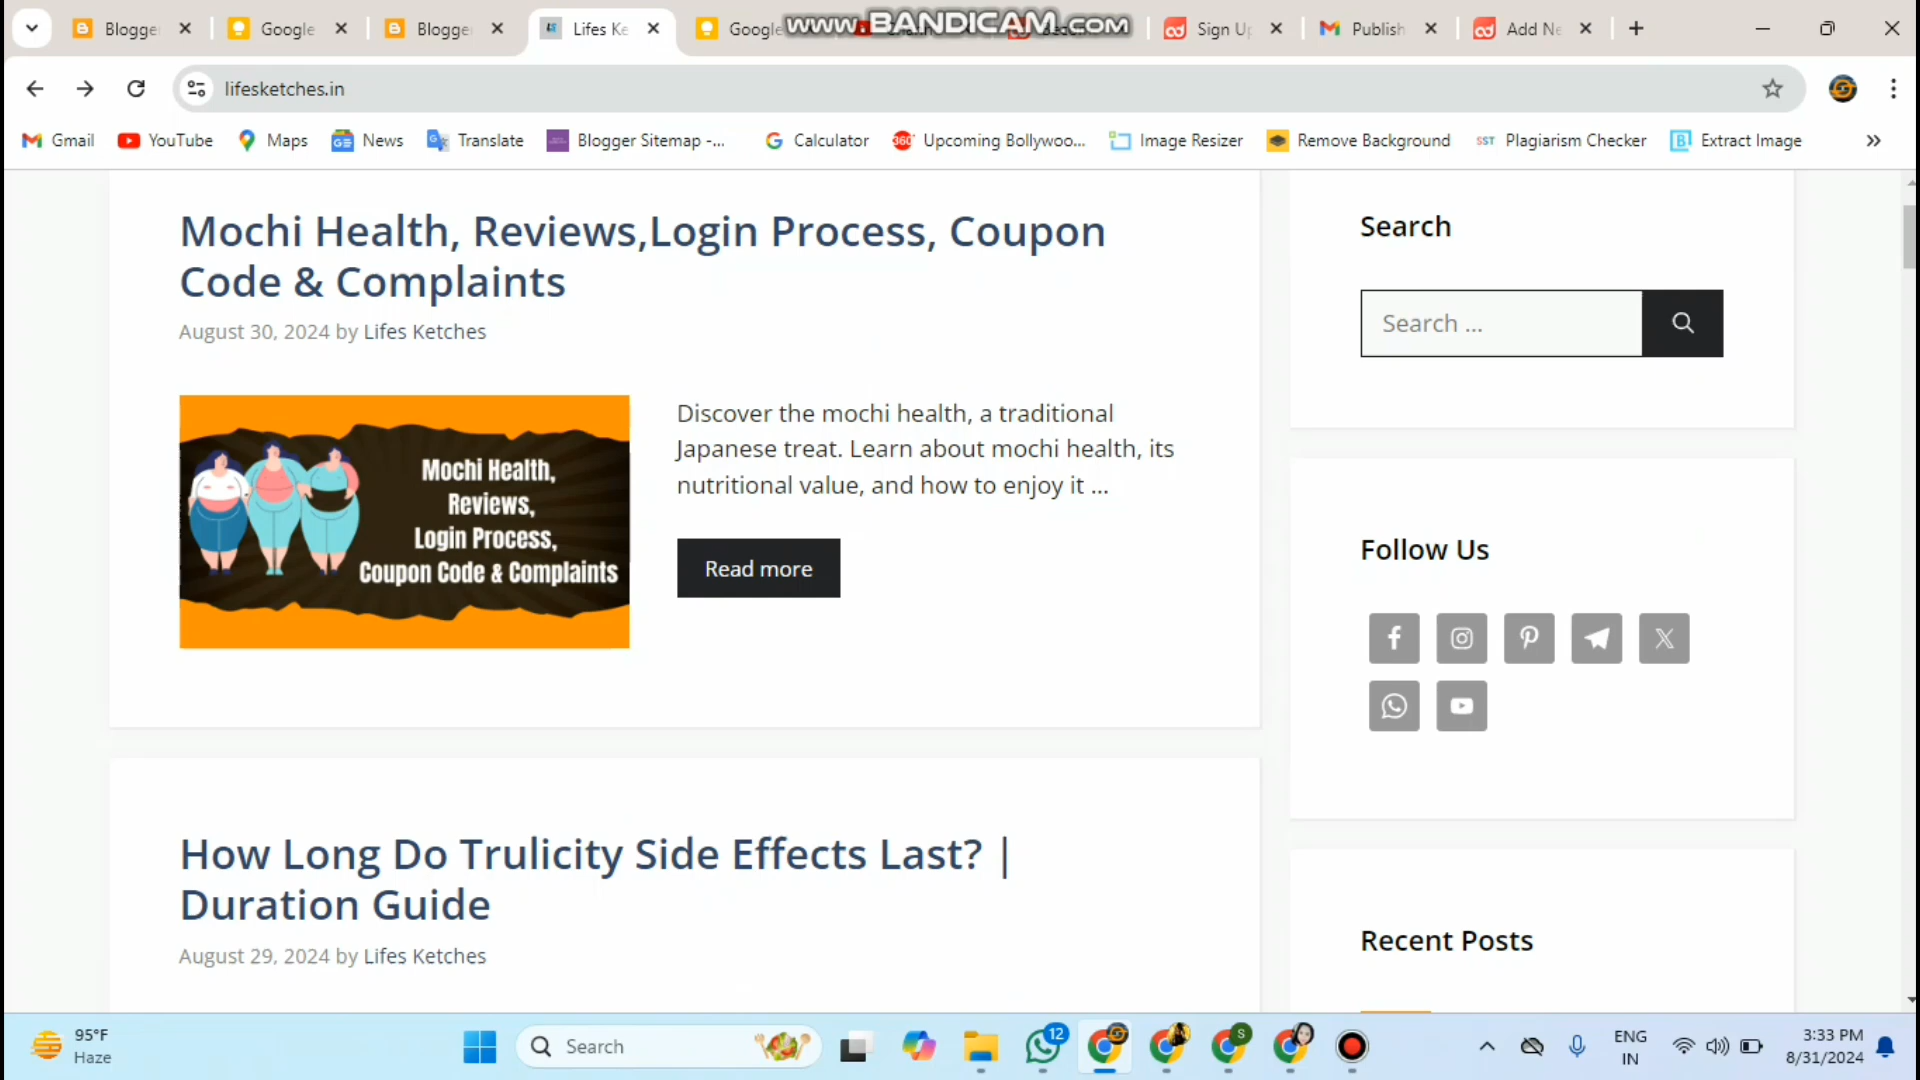 Blogge
Google
Blogge
Lifes Ke
Google
www.BANDICAM.com
Sign U
Publish
Add Ne
lifesketches.in
Gmail
YouTube
Maps
News
Translate
Blogger Sitemap -...
Calculator
Upcoming Bollywoo...
Image Resizer
Remove Background
SST
Plagiarism Checker
Extract Image
Mochi Health, Reviews,Login Process, Coupon
Code & Complaints
August 30, 2024 by Lifes Ketches
Mochi Health,
Reviews,
Login Process,
Coupon Code & Complaints
Discover the mochi health, a traditional
Japanese treat. Learn about mochi health, its
nutritional value, and how to enjoy it ...
Read more
How Long Do Trulicity Side Effects Last? |
Duration Guide
August 29, 2024 by Lifes Ketches
Search
Search ...
Follow Us
Recent Posts
95°F
Haze
Search
12
S
ENG
IN
3:33 PM
8/31/2024